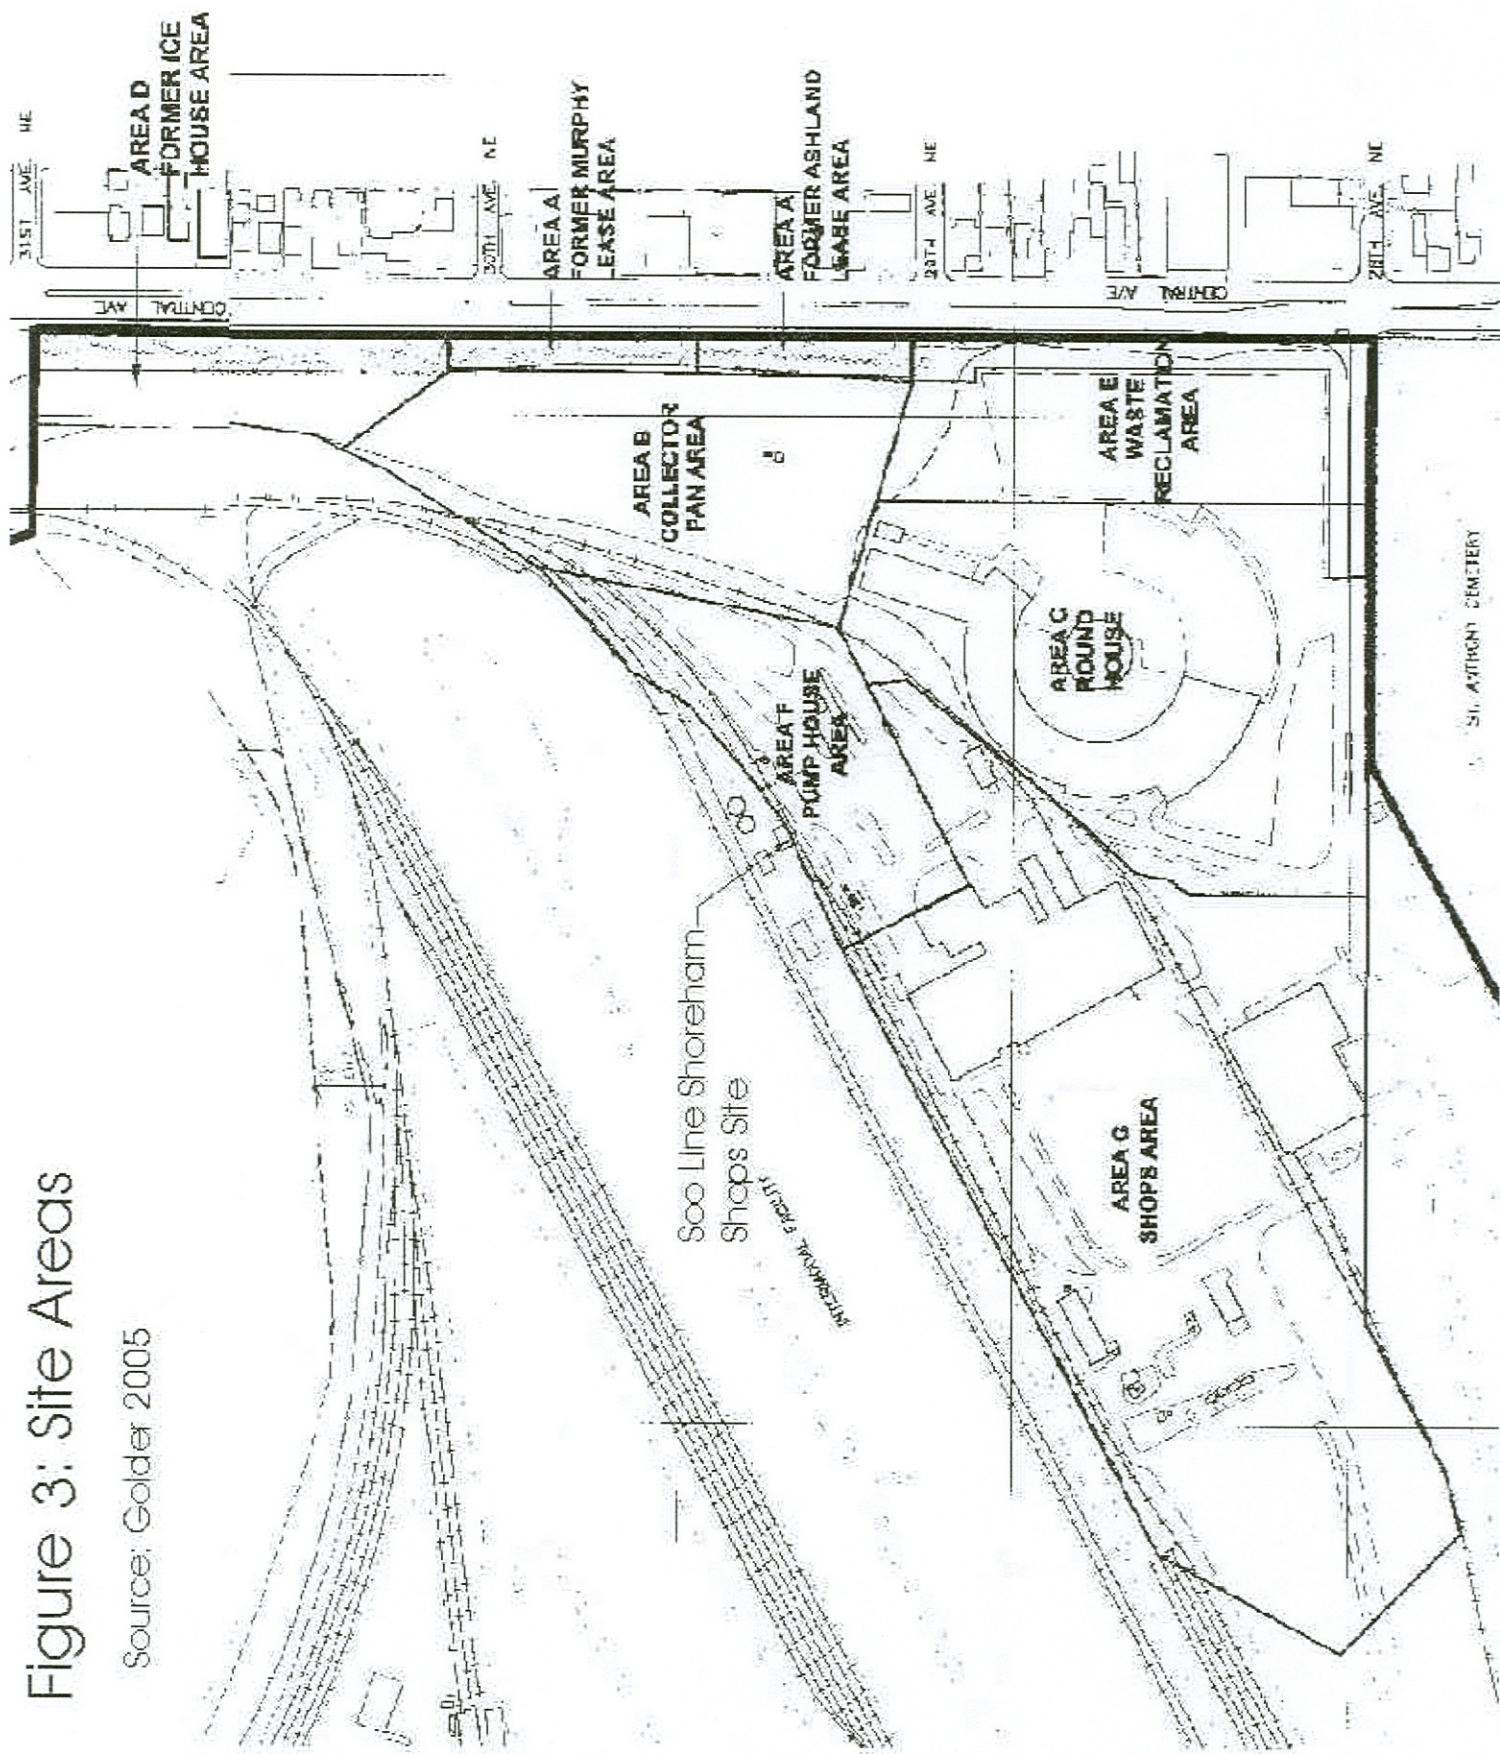 Figure 3: Site Areas
Source: Golder 2005
31ST AVE. NE
AREA D
FORMER ICE
HOUSE AREA
CENTRAL AVE
30TH AVE NE
AREA A
FORMER MURPHY
LEASE AREA
AREA A
FORMER ASHLAND
LEASE AREA
29TH AVE NE
CENTRAL AVE
28TH AVE NE
AREA B
COLLECTOR
PAN AREA
AREA E
WASTE
RECLAMATION
AREA
AREA C
ROUND
HOUSE
AREA F
PUMP HOUSE
AREA
Soo Line Shoreham
Shops Site
INTERMODAL FACILITY
AREA G
SHOPS AREA
ST. ANTHONY CEMETERY